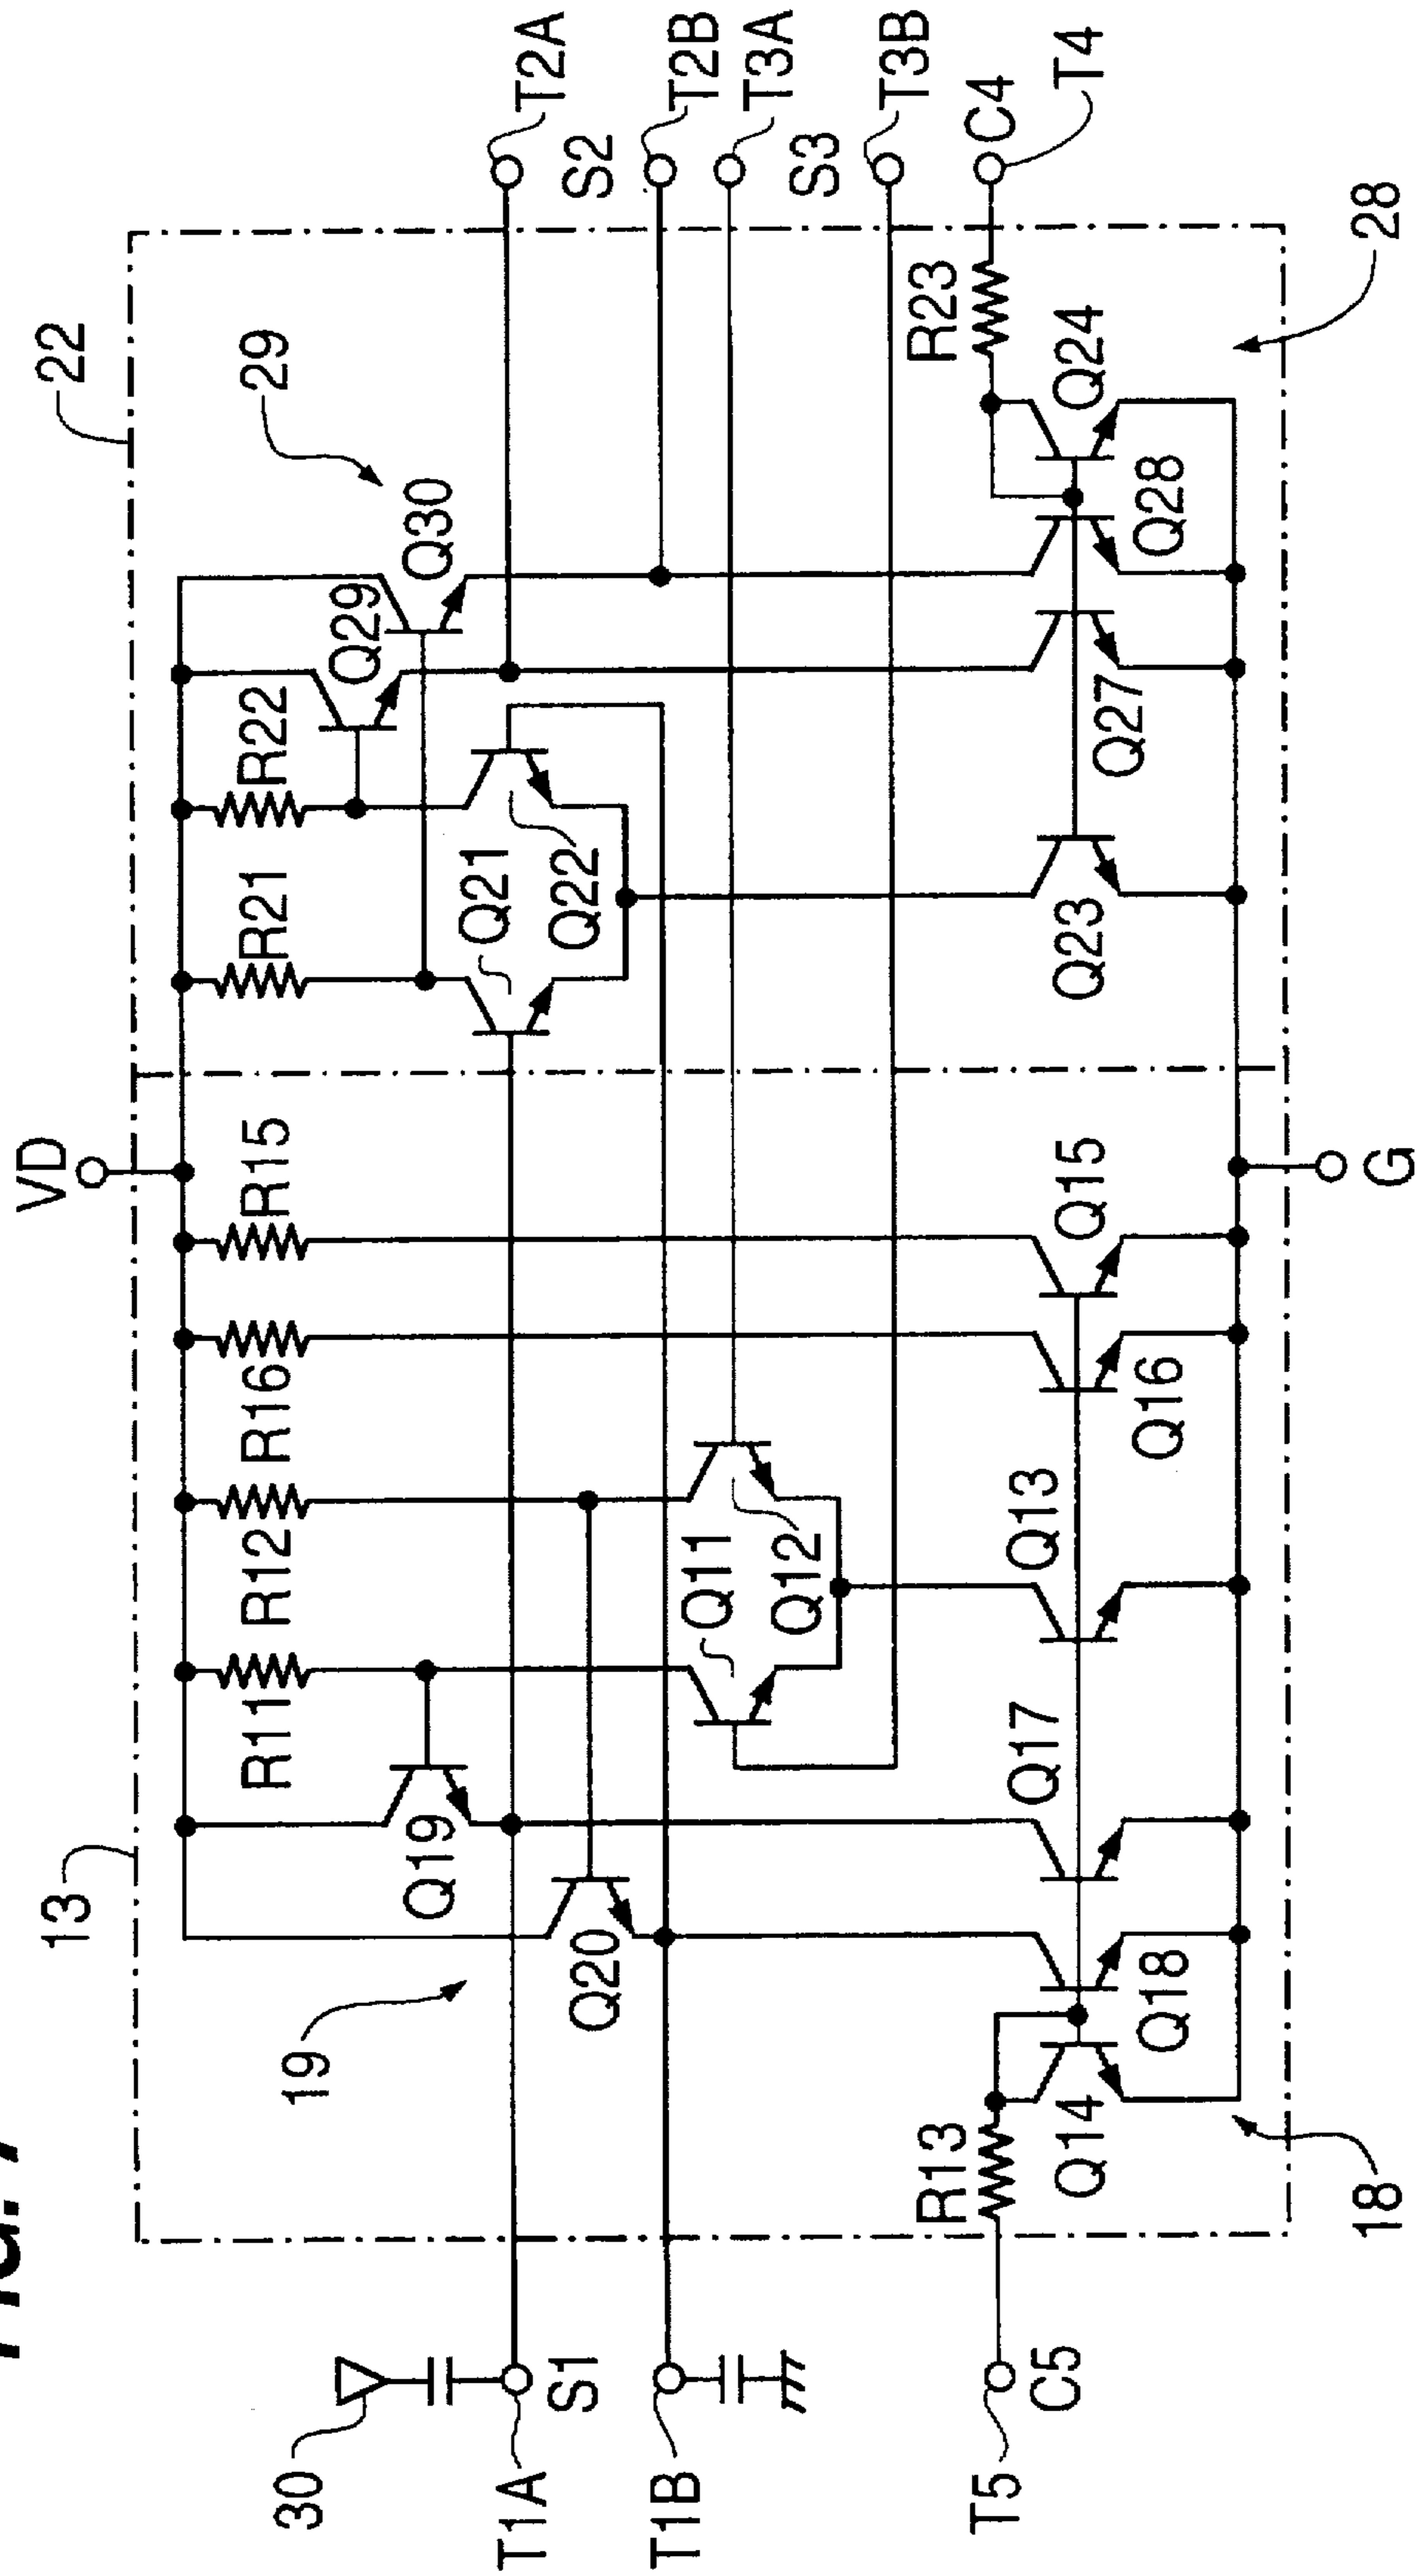 FIG. 7
VD
13
22
R11
R12
R16
R15
R21
R22
29
19
30
Q19
Q29
Q30
Q20
Q21
Q22
T1A
S1
T2A
S2
T1B
T2B
Q11
Q12
T3A
S3
T3B
R13
R23
T5
C5
C4
T4
Q17
Q13
Q14
Q18
Q16
Q15
Q23
Q27
Q28
Q24
18
G
28